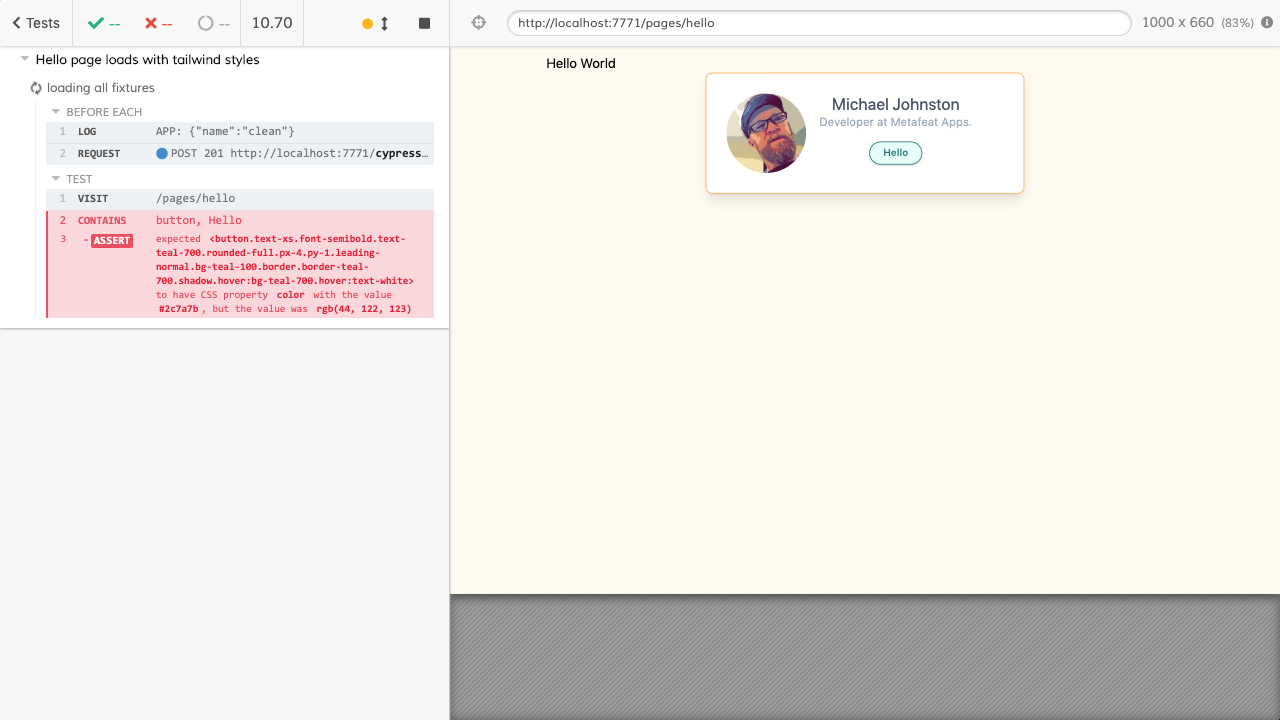 Tests
--
--
--
10.70
http://localhost:7771/pages/hello
1000 x 660 (83%)
Hello page loads with tailwind styles
loading all fixtures
BEFORE EACH
1 LOG APP: {"name":"clean"}
2 REQUEST POST 201 http://localhost:7771/cypress…
TEST
1 VISIT /pages/hello
2 CONTAINS button, Hello
3 -ASSERT expected <button.text-xs.font-semibold.text-
teal-700.rounded-full.px-4.py-1.leading-
normal.bg-teal-100.border.border-teal-
700.shadow.hover:bg-teal-700.hover:text-white>
to have CSS property color with the value
#2c7a7b, but the value was rgb(44, 122, 123)
Hello World
Michael Johnston
Developer at Metafeat Apps.
Hello